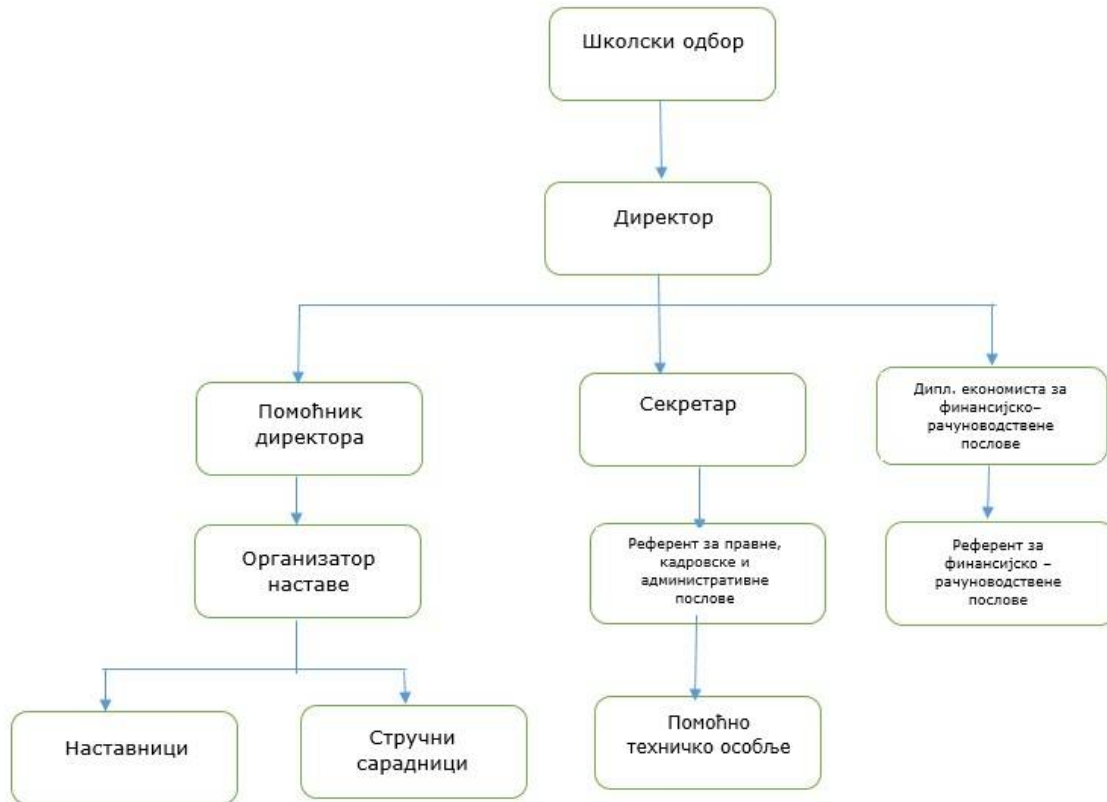 Школски одбор
Директор
Помоћник
директора
Секретар
Дипл. економиста за
финансијско–
рачуноводствене
послове
Организатор
наставе
Референт за правне,
кадровске и
административне
послове
Референт за
финансијско –
рачуноводствене
послове
Наставници
Стручни
сарадници
Помоћно
техничко особље